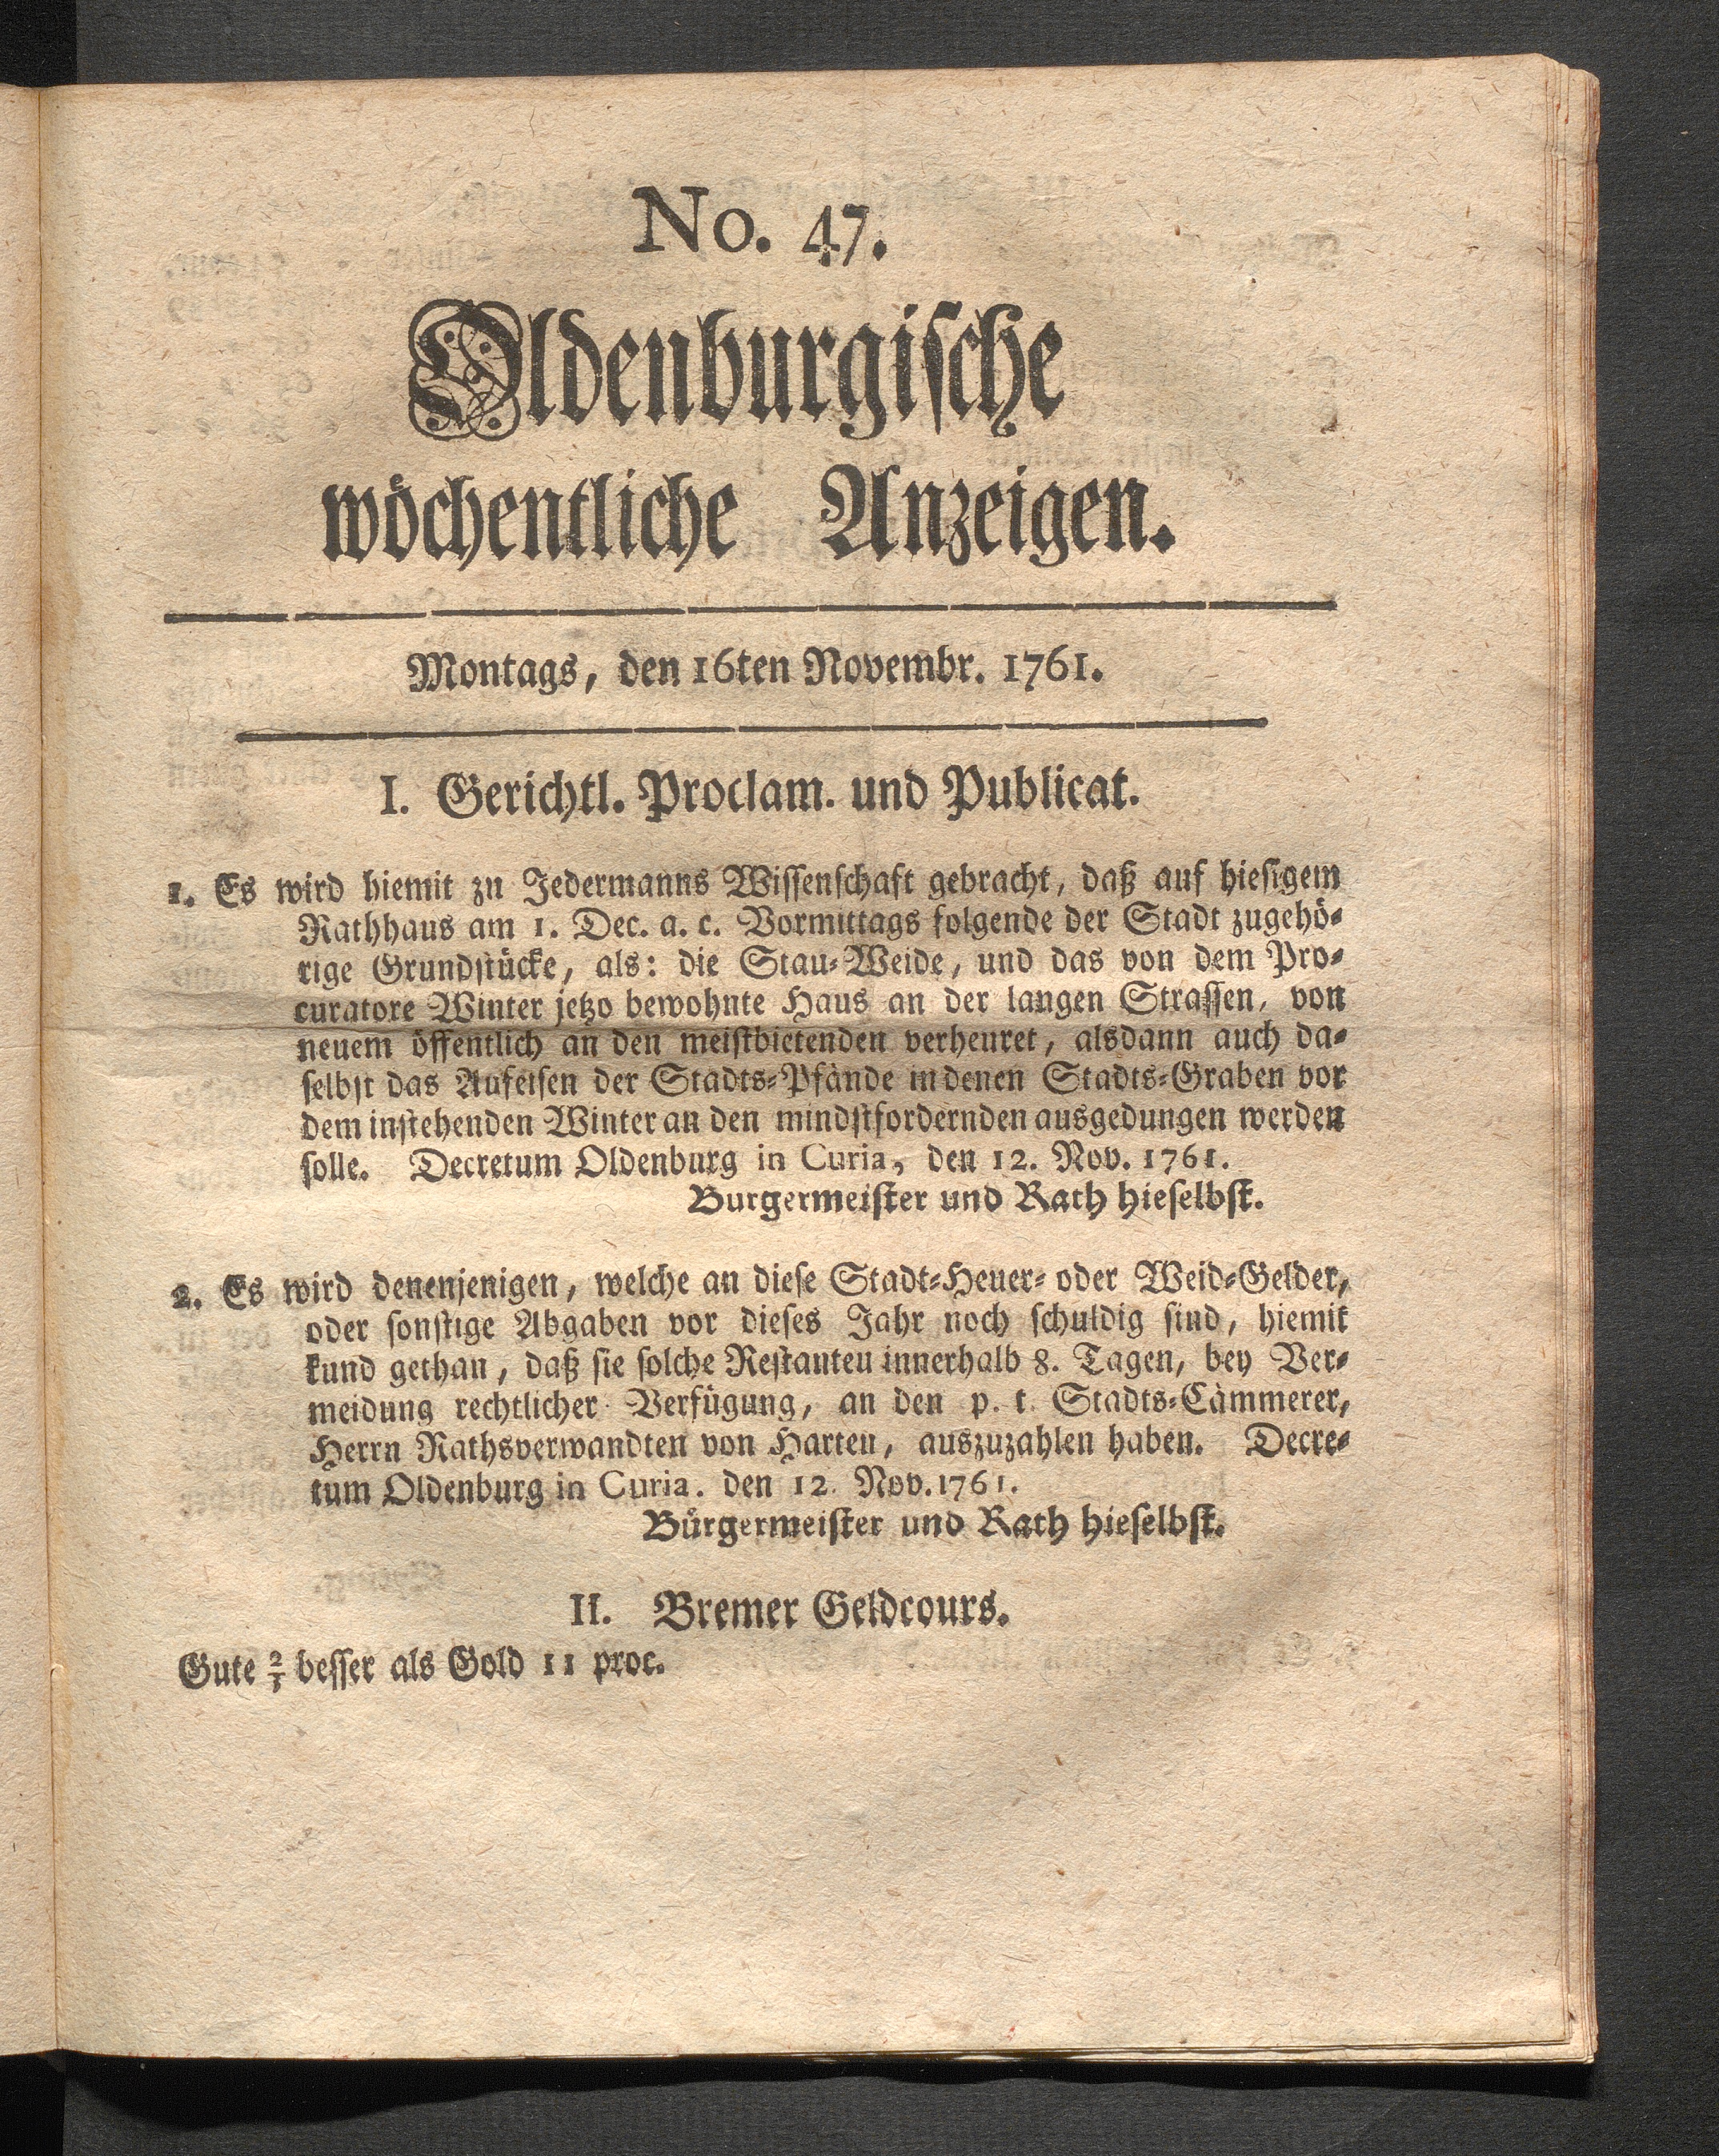 No. 47.
Oldenburgische
wöchentliche Anzeigen.
Montags, den 16ten Novembr. 1761.
I. Gerichtl. Proclam. und Publicat.
1. Es wird hiemit zu Jedermanns Wissenschaft gebracht, daß auf hiesigem
Rathhaus am 1. Dec. a. c. Vormittags folgende der Stadt zugehö-
rige Grundstücke, als: die Stau-Weide, und das von dem Pro-
curatore Winter jetzo bewohnte Haus an der langen Strassen, von
neuem öffentlich an den meistbietenden verheuret, alsdann auch da-
selbst das Aufeisen der Stadts-Pfände in denen Stadts-Graben vor
dem instehenden Winter an den mindstfordernden ausgedungen werden
solle. Decretum Oldenburg in Curia, den 12. Nov. 1761.
Burgermeister und Rath hieselbst.
2. Es wird denenjenigen, welche an diese Stadt-Heuer- oder Weid-Gelder,
oder sonstige Abgaben vor dieses Jahr noch schuldig sind, hiemit
kund gethan, daß sie solche Restanten innerhalb 8. Tagen, bey Ver-
meidung rechtlicher Verfügung, an den p. t. Stadts-Cämmerer,
Herrn Rathsverwandten von Harten, auszuzahlen haben. Decre-
tum Oldenburg in Curia. den 12. Nov. 1761.
Bürgermeister und Rath hieselbst.
II. Bremer Geldcours.
Gute 2/3 besser als Gold 11 proc.